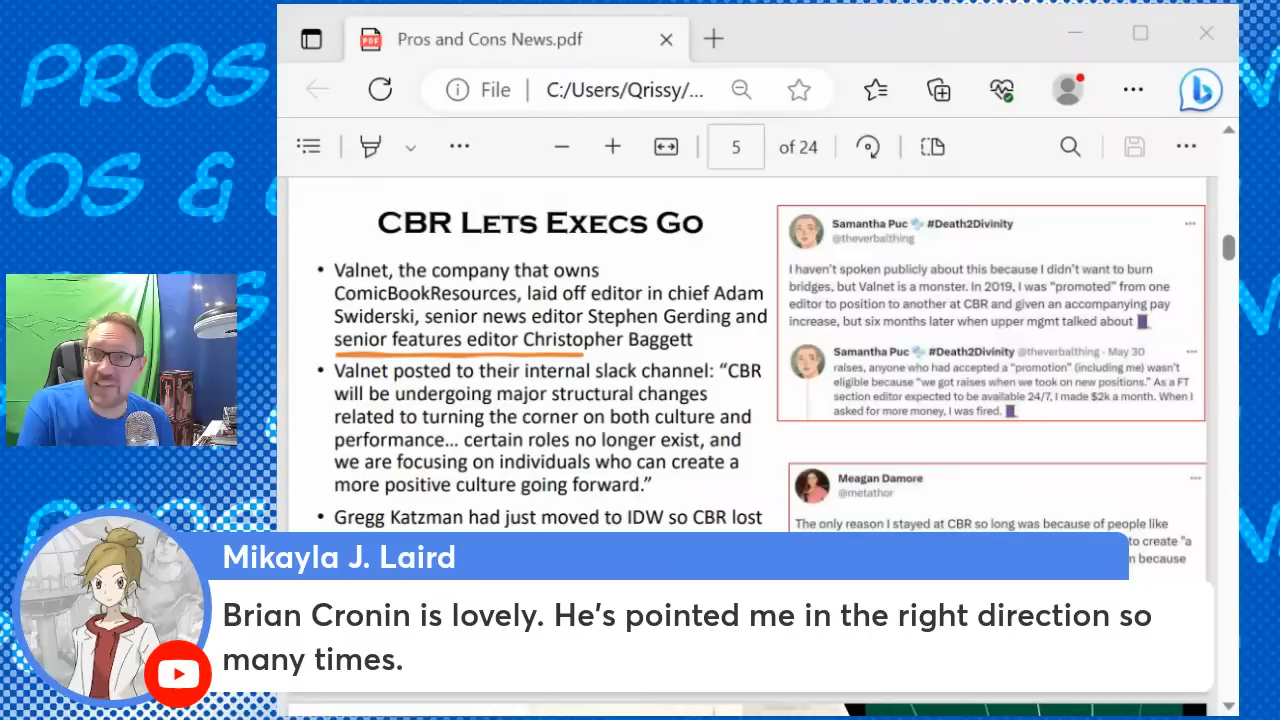 PROS
POS & C
Pros and Cons News.pdf
PDF
File
C:/Users/Qrissy/...
5
of 24
CBR Lets Execs Go
• Valnet, the company that owns
ComicBookResources, laid off editor in chief Adam
Swiderski, senior news editor Stephen Gerding and
senior features editor Christopher Baggett
• Valnet posted to their internal slack channel: “CBR
will be undergoing major structural changes
related to turning the corner on both culture and
performance… certain roles no longer exist, and
we are focusing on individuals who can create a
more positive culture going forward.”
• Gregg Katzman had just moved to IDW so CBR lost
Samantha Puc #Death2Divinity
@theverbalthing
I haven't spoken publicly about this because I didn't want to burn
bridges, but Valnet is a monster. In 2019, I was “promoted” from one
editor to position to another at CBR and given an accompanying pay
increase, but six months later when upper mgmt talked about
Samantha Puc #Death2Divinity @theverbalthing · May 30
raises, anyone who had accepted a “promotion” (including me) wasn't
eligible because “we got raises when we took on new positions.” As a FT
section editor expected to be available 24/7, I made $2k a month. When I
asked for more money, I was fired.
Meagan Damore
@metathor
The only reason I stayed at CBR so long was because of people like
to create "a
because
Mikayla J. Laird
Brian Cronin is lovely. He's pointed me in the right direction so
many times.